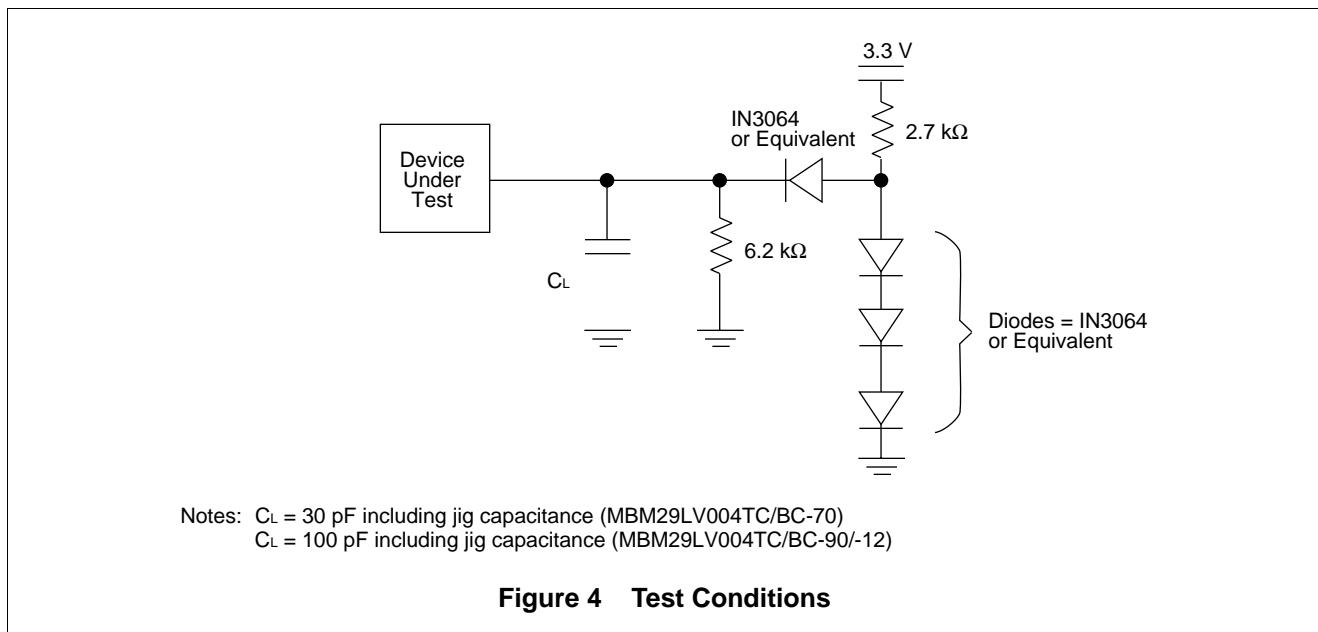 3.3 V
2.7 kΩ
IN3064
or Equivalent
Device
Under
Test
6.2 kΩ
CL
Diodes = IN3064
or Equivalent
Notes: CL = 30 pF including jig capacitance (MBM29LV004TC/BC-70)
CL = 100 pF including jig capacitance (MBM29LV004TC/BC-90/-12)
Figure 4 Test Conditions